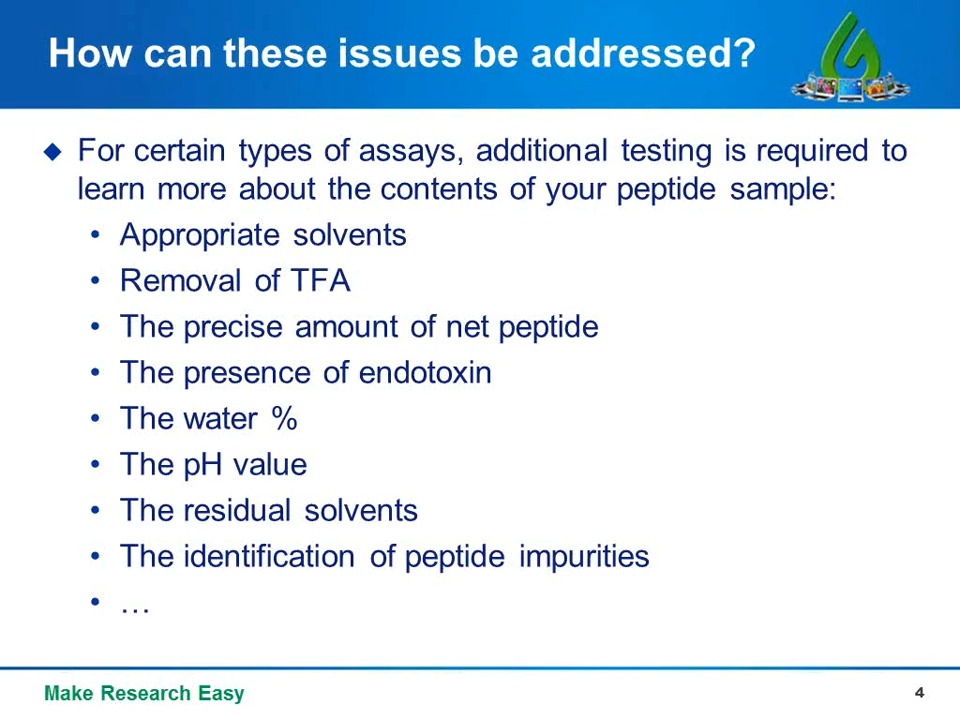 How can these issues be addressed?
◆ For certain types of assays, additional testing is required to
learn more about the contents of your peptide sample:
• Appropriate solvents
• Removal of TFA
• The precise amount of net peptide
• The presence of endotoxin
• The water %
• The pH value
• The residual solvents
• The identification of peptide impurities
• …
Make Research Easy
4